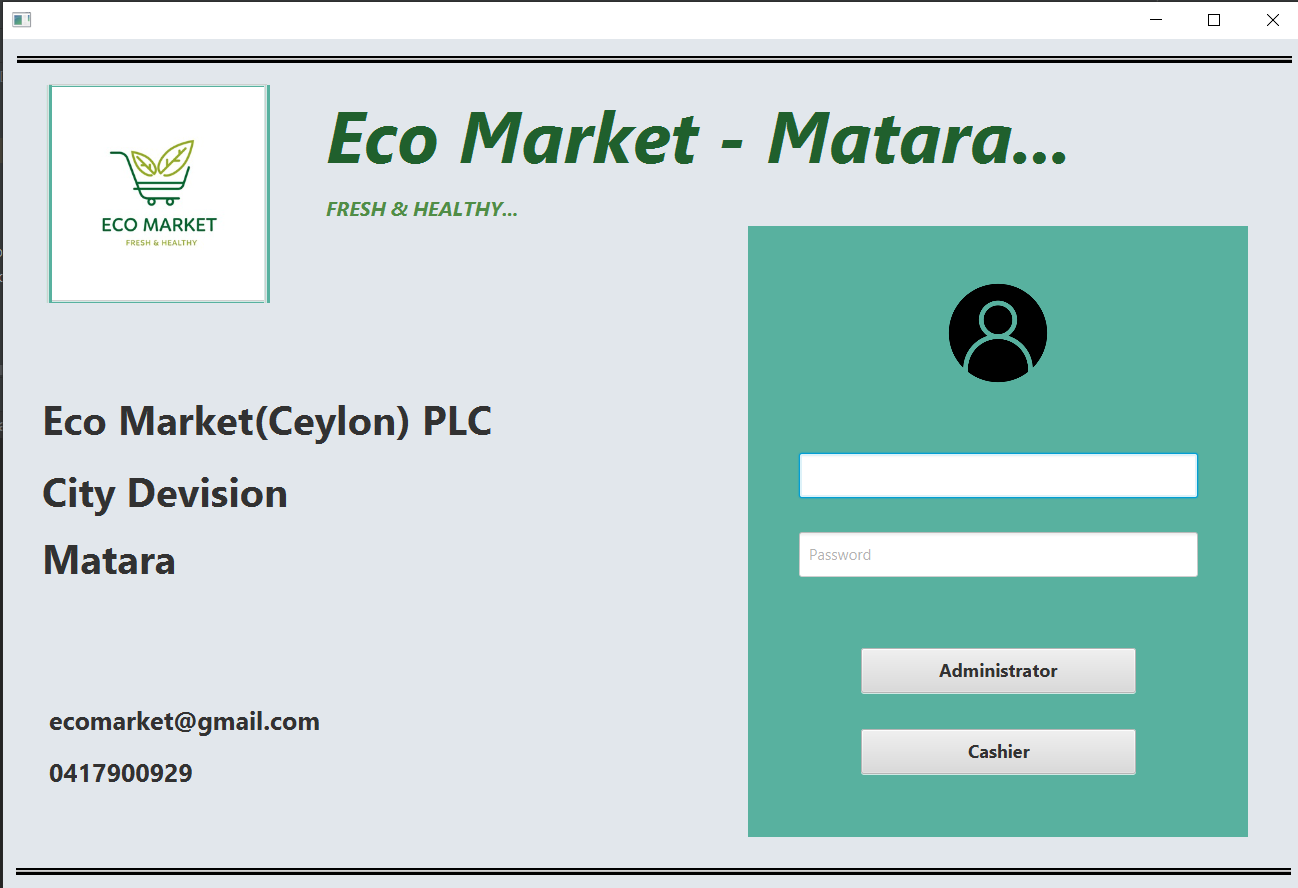 Eco Market - Matara...
FRESH & HEALTHY...
ECO MARKET
FRESH & HEALTHY
Eco Market(Ceylon) PLC
City Devision
Matara
ecomarket@gmail.com
0417900929
Password
Administrator
Cashier